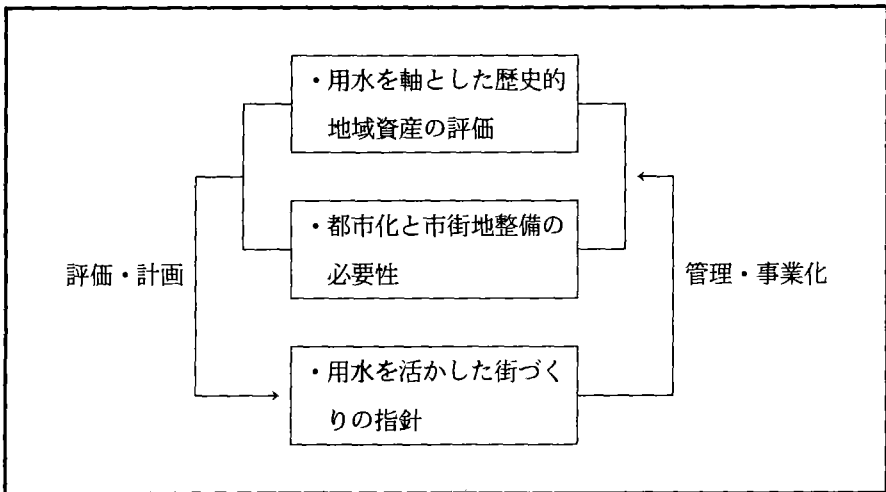 ・用水を軸とした歴史的
地域資産の評価
・都市化と市街地整備の
必要性
評価・計画
管理・事業化
・用水を活かした街づく
りの指針